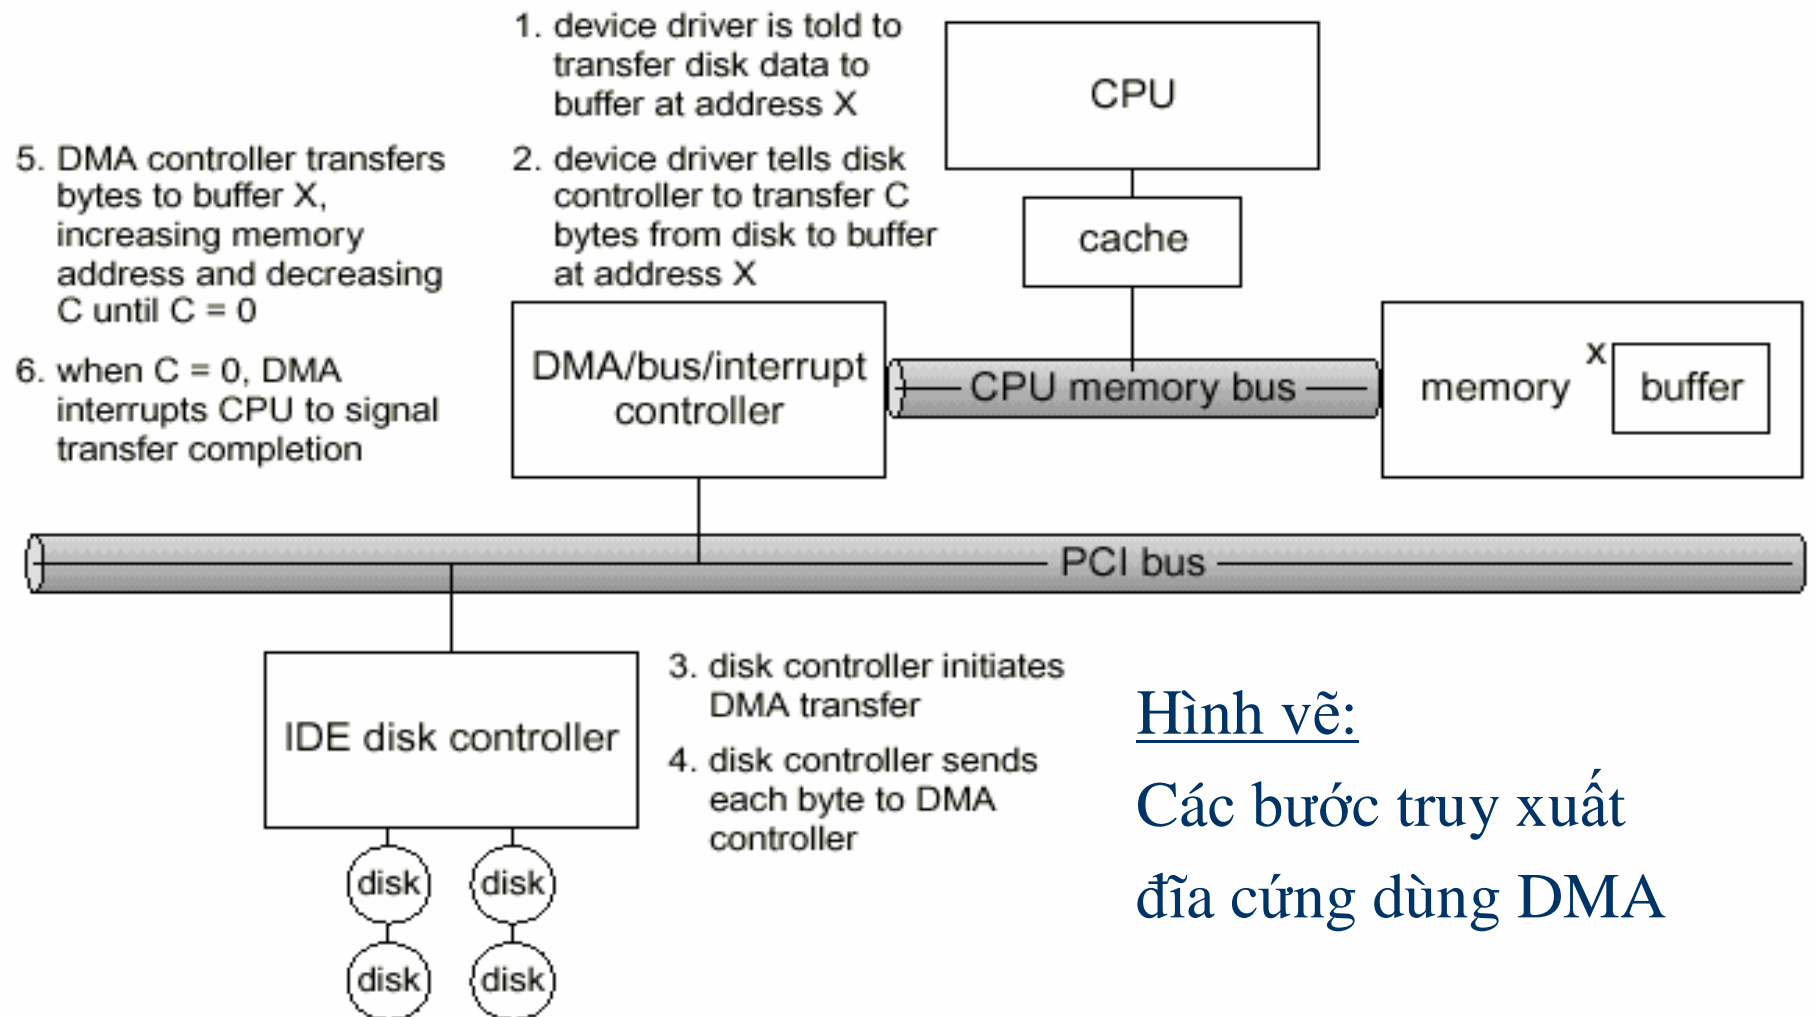 1. device driver is told to
transfer disk data to
buffer at address X
2. device driver tells disk
controller to transfer C
bytes from disk to buffer
at address X
5. DMA controller transfers
bytes to buffer X,
increasing memory
address and decreasing
C until C = 0
6. when C = 0, DMA
interrupts CPU to signal
transfer completion
CPU
cache
DMA/bus/interrupt
controller
CPU memory bus
memory
x
buffer
PCI bus
IDE disk controller
3. disk controller initiates
DMA transfer
4. disk controller sends
each byte to DMA
controller
disk
disk
disk
disk
Hình vẽ:
Các bước truy xuất
đĩa cứng dùng DMA